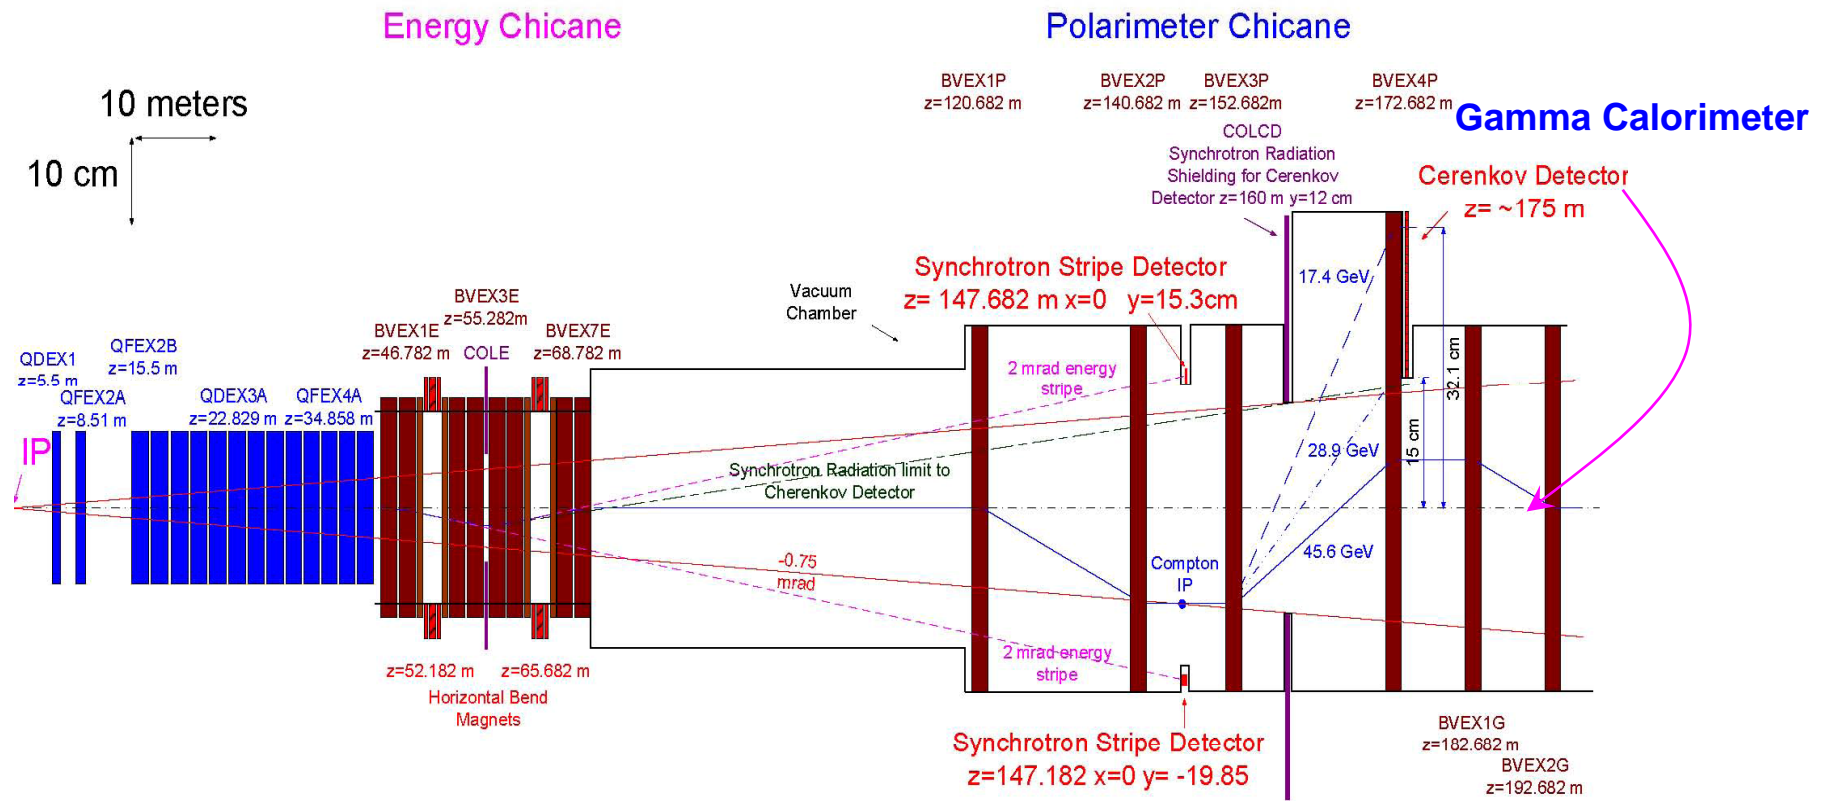 Energy Chicane
Polarimeter Chicane
10 meters
10 cm
BVEX1P
z=120.682 m
BVEX2P
z=140.682 m
BVEX3P
z=152.682m
BVEX4P
z=172.682 m
Gamma Calorimeter
COLCD
Synchrotron Radiation
Shielding for Cerenkov
Detector z=160 m y=12 cm
Cerenkov Detector
z= ~175 m
Synchrotron Stripe Detector
z= 147.682 m x=0 y=15.3cm
Vacuum
Chamber
17.4 GeV
BVEX3E
z=55.282m
BVEX1E
z=46.782 m
COLE
BVEX7E
z=68.782 m
QDEX1
z=5.5 m
QFEX2B
z=15.5 m
QFEX2A
z=8.51 m
QDEX3A
z=22.829 m
QFEX4A
z=34.858 m
2 mrad energy
stripe
32.1 cm
15 cm
IP
28.9 GeV
Synchrotron Radiation limit to
Cherenkov Detector
45.6 GeV
-0.75
mrad
Compton
IP
2 mrad energy
stripe
z=52.182 m
z=65.682 m
Horizontal Bend
Magnets
Synchrotron Stripe Detector
z=147.182 x=0 y= -19.85
BVEX1G
z=182.682 m
BVEX2G
z=192.682 m